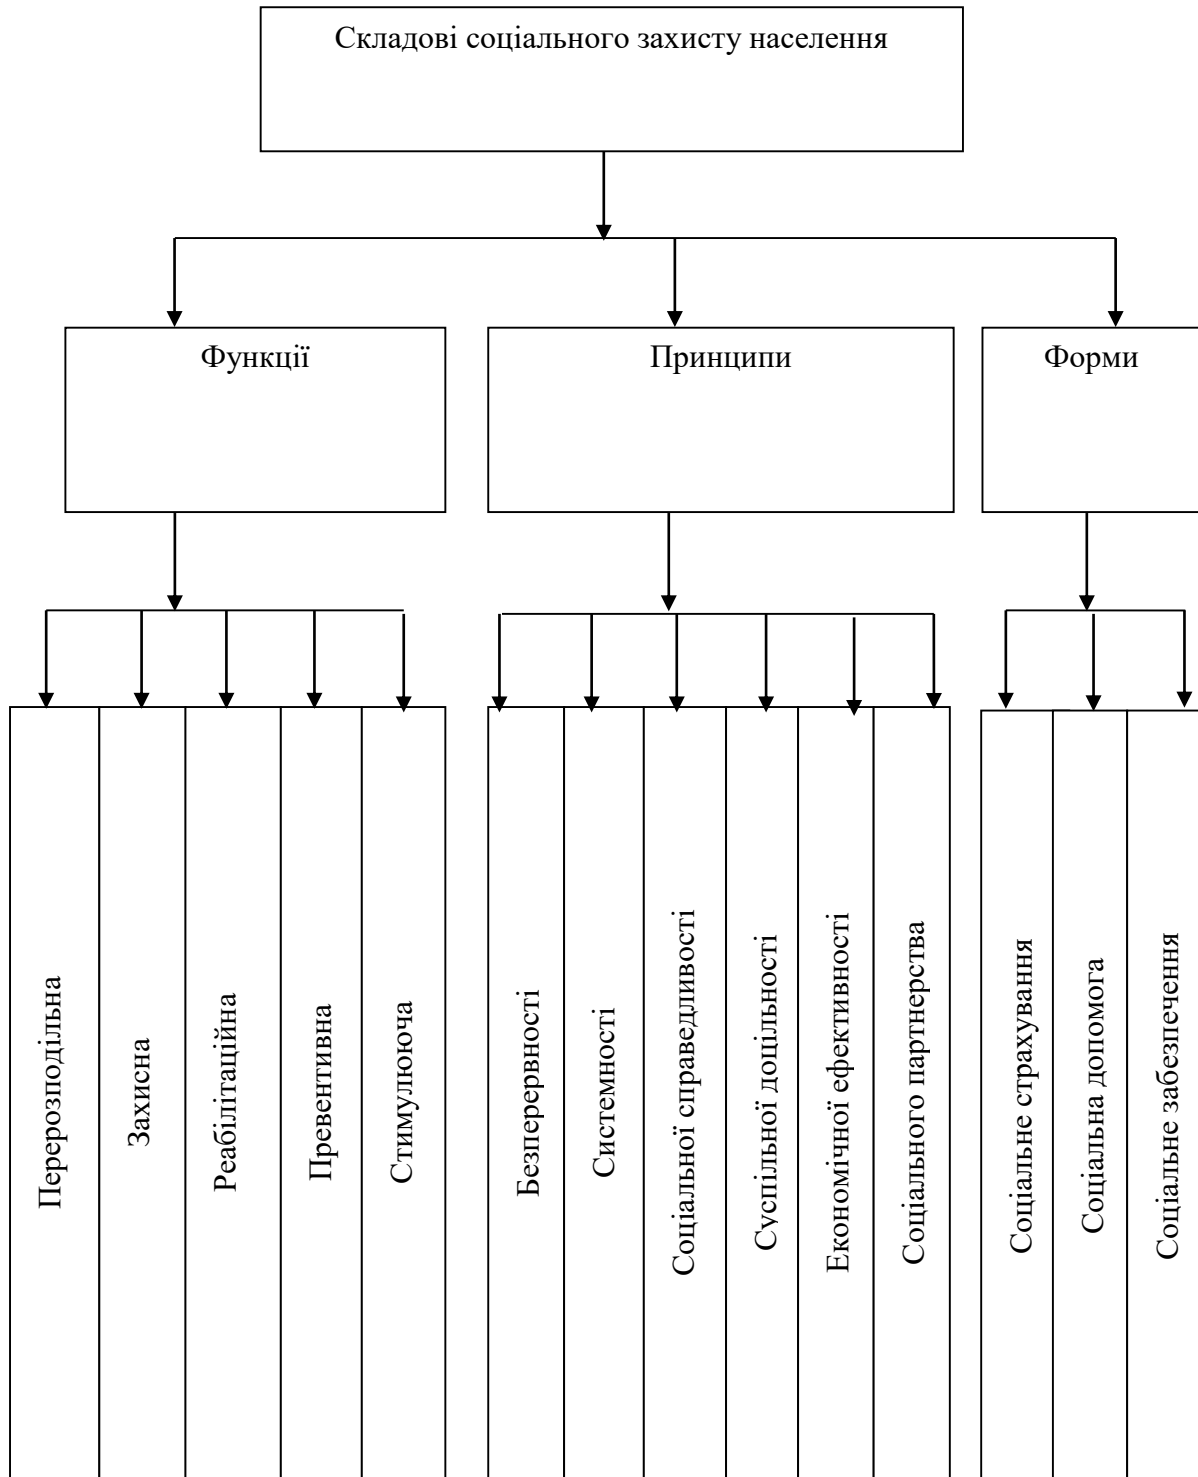 Складові соціального захисту населення
Функції
Принципи
Форми
Перерозподільна
Захисна
Реабілітаційна
Превентивна
Стимулююча
Безперервності
Системності
Соціальної справедливості
Суспільної доцільності
Економічної ефективності
Соціального партнерства
Соціальне страхування
Соціальна допомога
Соціальне забезпечення